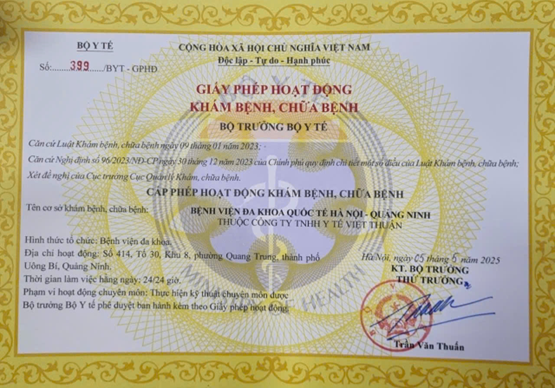 BỘ Y TẾ
CỘNG HÒA XÃ HỘI CHỦ NGHĨA VIỆT NAM
Độc lập - Tự do - Hạnh phúc
Số: 399 /BYT - GPHĐ
GIẤY PHÉP HOẠT ĐỘNG
KHÁM BỆNH, CHỮA BỆNH
BỘ TRƯỞNG BỘ Y TẾ
Căn cứ Luật Khám bệnh, chữa bệnh ngày 09 tháng 01 năm 2023;
Căn cứ Nghị định số 96/2023/NĐ-CP ngày 30 tháng 12 năm 2023 của Chính phủ quy định chi tiết một số điều của Luật Khám bệnh, chữa bệnh;
Xét đề nghị của Cục trưởng Cục Quản lý Khám, chữa bệnh.
CẤP PHÉP HOẠT ĐỘNG KHÁM BỆNH, CHỮA BỆNH
Tên cơ sở khám bệnh, chữa bệnh: BỆNH VIỆN ĐA KHOA QUỐC TẾ HÀ NỘI - QUẢNG NINH
THUỘC CÔNG TY TNHH Y TẾ VIỆT THUẬN
Hình thức tổ chức: Bệnh viện đa khoa
Địa chỉ hoạt động: Số 414, Tổ 30, Khu 8, phường Quang Trung, thành phố
Uông Bí, Quảng Ninh.
Thời gian làm việc hằng ngày: 24/24 giờ.
Phạm vi hoạt động chuyên môn: Thực hiện kỹ thuật chuyên môn được
Bộ trưởng Bộ Y tế phê duyệt ban hành kèm theo Giấy phép hoạt động.
Hà Nội, ngày 05 tháng 6 năm 2025
KT. BỘ TRƯỞNG
THỨ TRƯỞNG
Trần Văn Thuấn